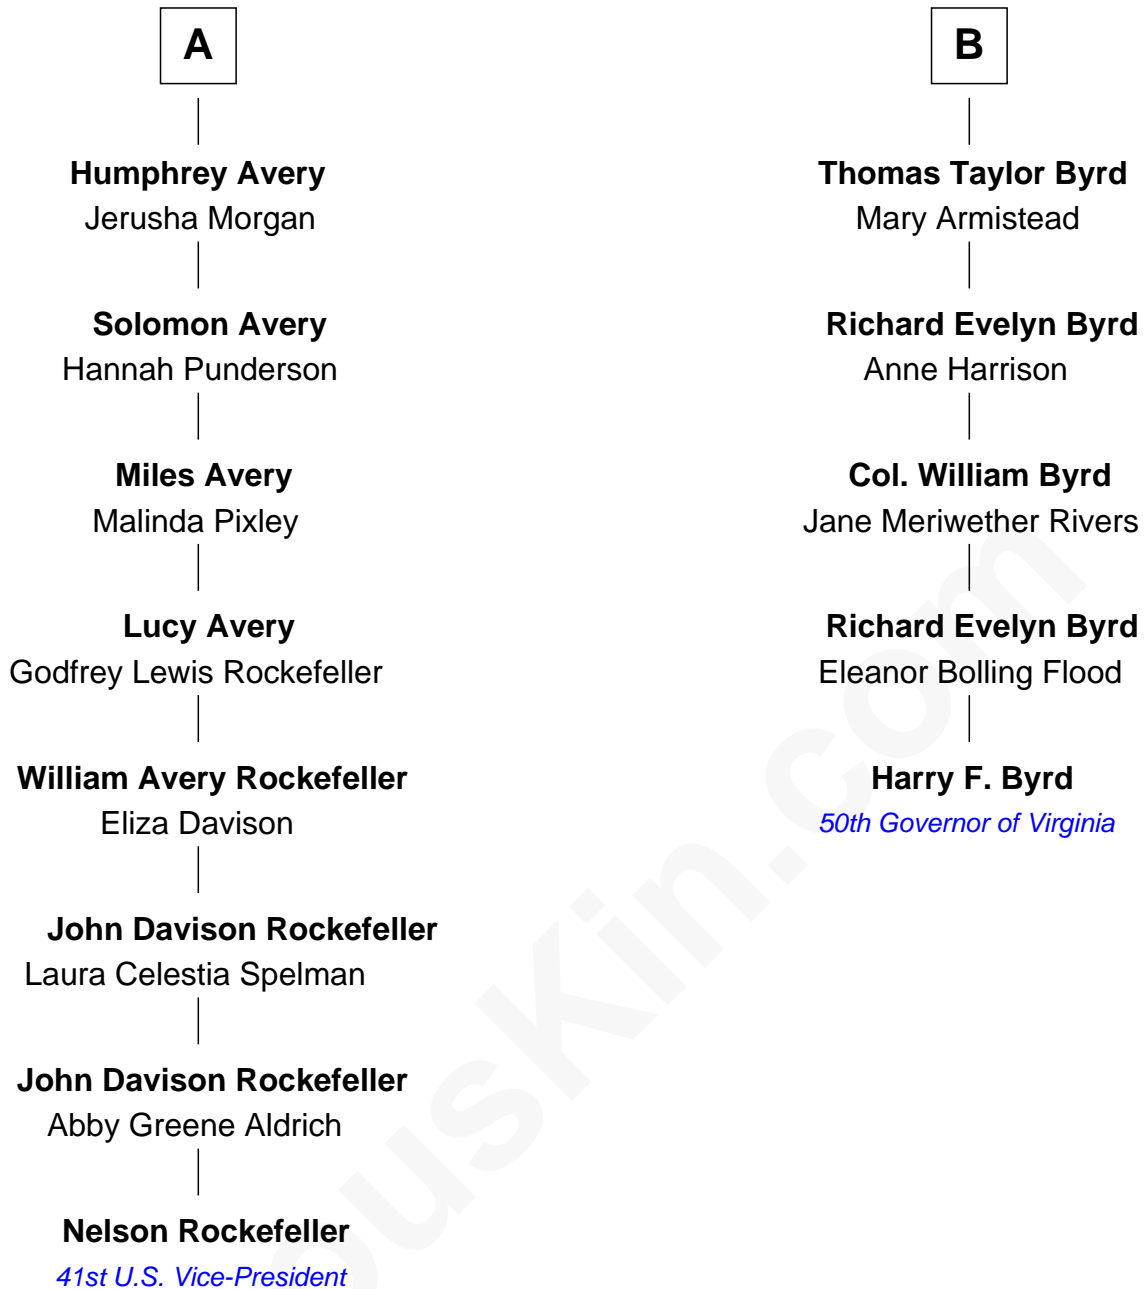 A
Humphrey Avery
Jerusha Morgan
Solomon Avery
Hannah Punderson
Miles Avery
Malinda Pixley
Lucy Avery
Godfrey Lewis Rockefeller
William Avery Rockefeller
Eliza Davison
John Davison Rockefeller
Laura Celestia Spelman
John Davison Rockefeller
Abby Greene Aldrich
Nelson Rockefeller
41st U.S. Vice-President
B
Thomas Taylor Byrd
Mary Armistead
Richard Evelyn Byrd
Anne Harrison
Col. William Byrd
Jane Meriwether Rivers
Richard Evelyn Byrd
Eleanor Bolling Flood
Harry F. Byrd
50th Governor of Virginia
ousKin.com